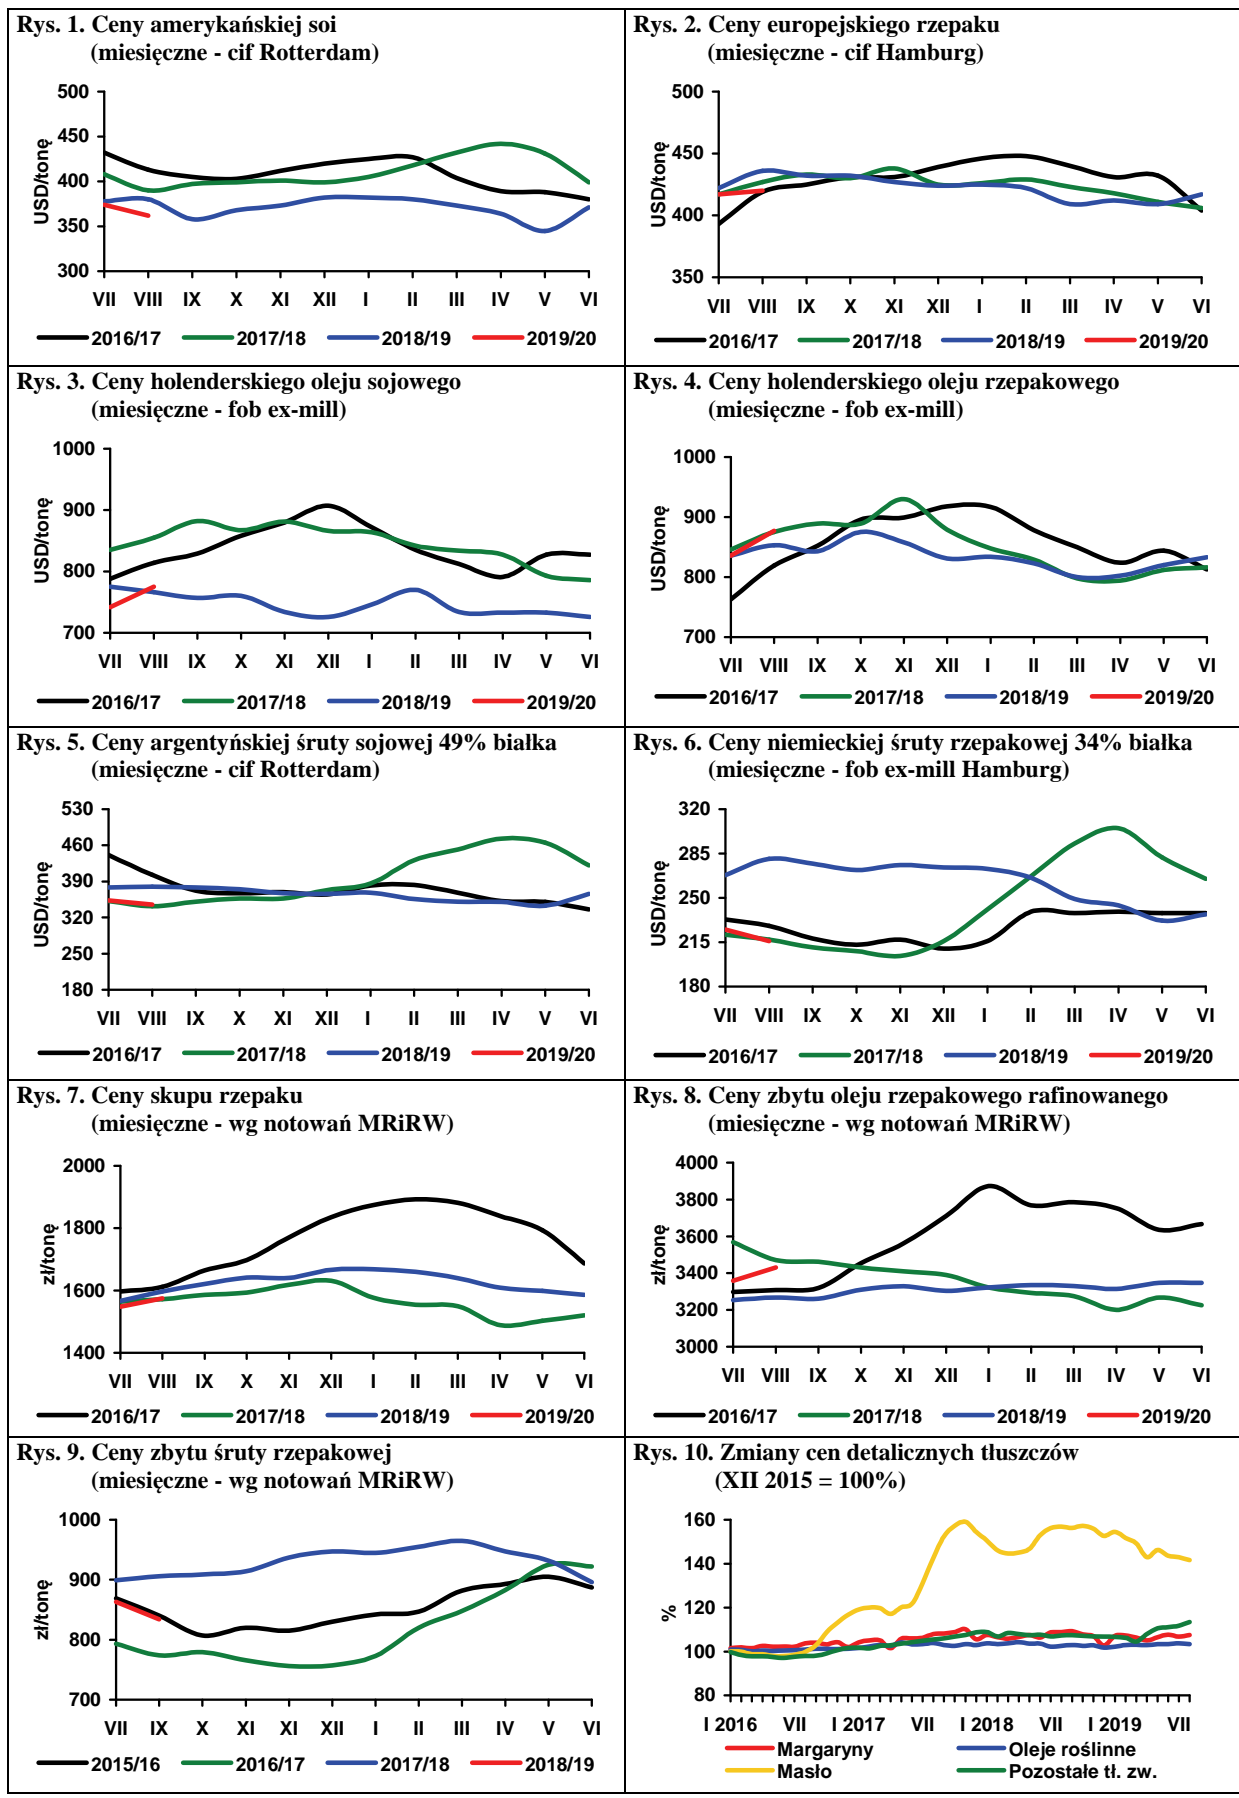 Rys. 1. Ceny amerykańskiej soi
(miesięczne - cif Rotterdam)
500
450
400
350
300
USD/tonę
VII VIII IX X XI XII I II III IV V VI
2016/17 2017/18 2018/19 2019/20
Rys. 2. Ceny europejskiego rzepaku
(miesięczne - cif Hamburg)
500
450
400
350
USD/tonę
VII VIII IX X XI XII I II III IV V VI
2016/17 2017/18 2018/19 2019/20
Rys. 3. Ceny holenderskiego oleju sojowego
(miesięczne - fob ex-mill)
1000
900
800
700
USD/tonę
VII VIII IX X XI XII I II III IV V VI
2016/17 2017/18 2018/19 2019/20
Rys. 4. Ceny holenderskiego oleju rzepakowego
(miesięczne - fob ex-mill)
1000
900
800
700
USD/tonę
VII VIII IX X XI XII I II III IV V VI
2016/17 2017/18 2018/19 2019/20
Rys. 5. Ceny argentyńskiej śruty sojowej 49% białka
(miesięczne - cif Rotterdam)
530
460
390
320
250
180
USD/tonę
VII VIII IX X XI XII I II III IV V VI
2016/17 2017/18 2018/19 2019/20
Rys. 6. Ceny niemieckiej śruty rzepakowej 34% białka
(miesięczne - fob ex-mill Hamburg)
320
285
250
215
180
USD/tonę
VII VIII IX X XI XII I II III IV V VI
2016/17 2017/18 2018/19 2019/20
Rys. 7. Ceny skupu rzepaku
(miesięczne - wg notowań MRiRW)
2000
1800
1600
1400
zł/tonę
VII VIII IX X XI XII I II III IV V VI
2016/17 2017/18 2018/19 2019/20
Rys. 8. Ceny zbytu oleju rzepakowego rafinowanego
(miesięczne - wg notowań MRiRW)
4000
3800
3600
3400
3200
3000
zł/tonę
VII VIII IX X XI XII I II III IV V VI
2016/17 2017/18 2018/19 2019/20
Rys. 9. Ceny zbytu śruty rzepakowej
(miesięczne - wg notowań MRiRW)
1000
900
800
700
zł/tonę
VII IX X XI XII I II III IV V VI
2015/16 2016/17 2017/18 2018/19
Rys. 10. Zmiany cen detalicznych tłuszczów
(XII 2015 = 100%)
160
140
120
100
80
%
I 2016 VII I 2017 VII I 2018 VII I 2019 VII
Margaryny Oleje roślinne
Masło Pozostałe tł. zw.